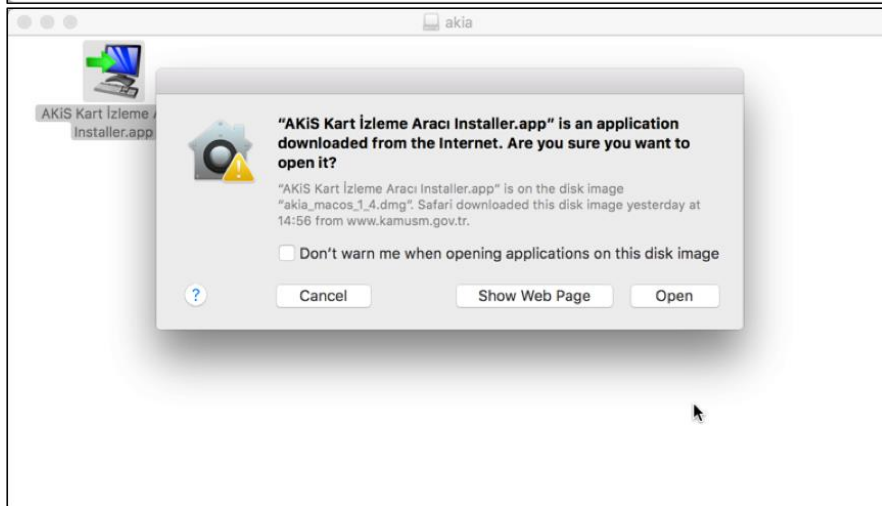 akia
AKiS Kart İzleme A
Installer.app
"AKiS Kart İzleme Aracı Installer.app" is an application
downloaded from the Internet. Are you sure you want to
open it?
"AKiS Kart İzleme Aracı Installer.app" is on the disk image
"akia_macos_1_4.dmg". Safari downloaded this disk image yesterday at
14:56 from www.kamusm.gov.tr.
Don't warn me when opening applications on this disk image
? Cancel Show Web Page Open